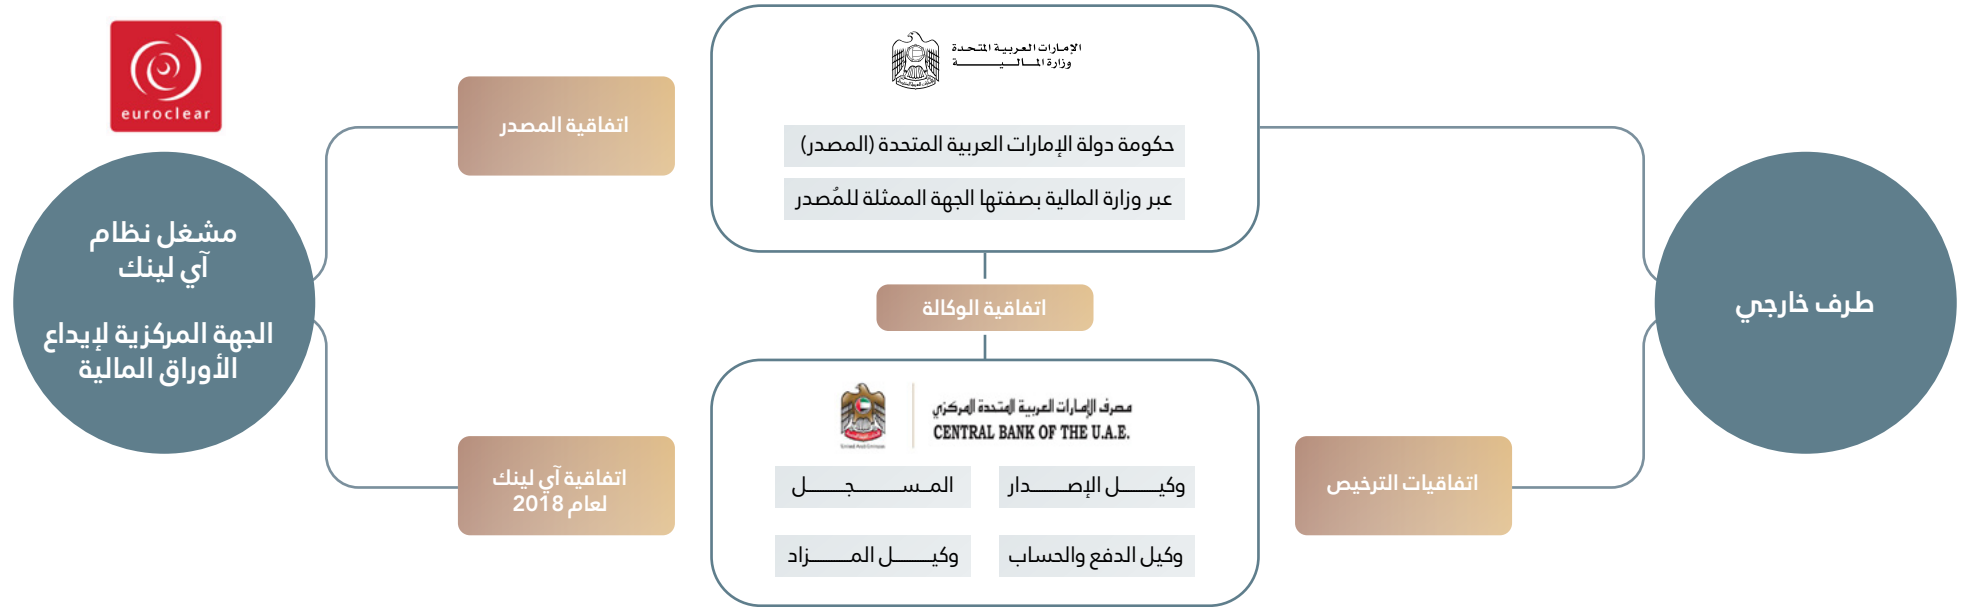 euroclear
مشغل نظام
آي لينك
الجهة المركزية لإيداع
الأوراق المالية
اتفاقية المصدر
اتفاقية آي لينك
لعام 2018
الإمارات العربية المتحدة
وزارة المالية
حكومة دولة الإمارات العربية المتحدة (المصدر)
عبر وزارة المالية بصفتها الجهة الممثلة للمُصدر
اتفاقية الوكالة
مصرف الإمارات العربية المتحدة المركزي
CENTRAL BANK OF THE U.A.E.
وكيل الإصدار
المسجل
وكيل الدفع والحساب
وكيل المزاد
اتفاقيات الترخيص
طرف خارجي